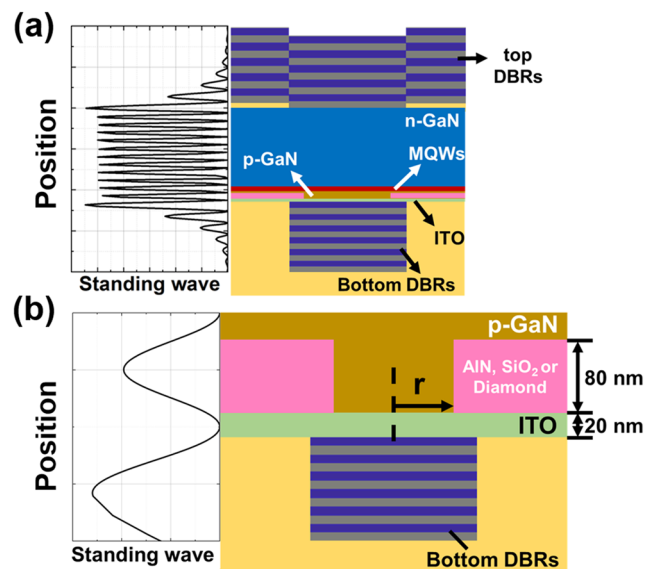 (a)
Position
Standing wave
top
DBRs
n-GaN
p-GaN
MQWs
ITO
Bottom DBRs
(b)
Position
Standing wave
p-GaN
AlN, SiO₂ or
Diamond
r
80 nm
ITO
20 nm
Bottom DBRs